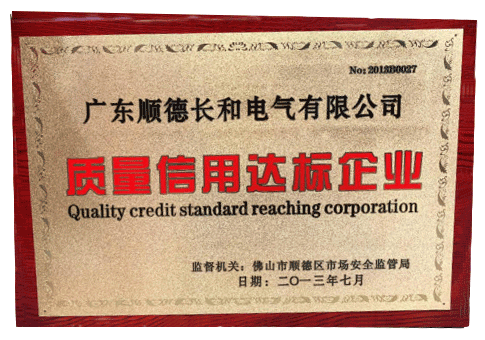 No: 2013B0027
广东顺德长和电气有限公司
质量信用达标企业
Quality credit standard reaching corporation
监督机关：佛山市顺德区市场安全监管局
日期：二〇一三年七月